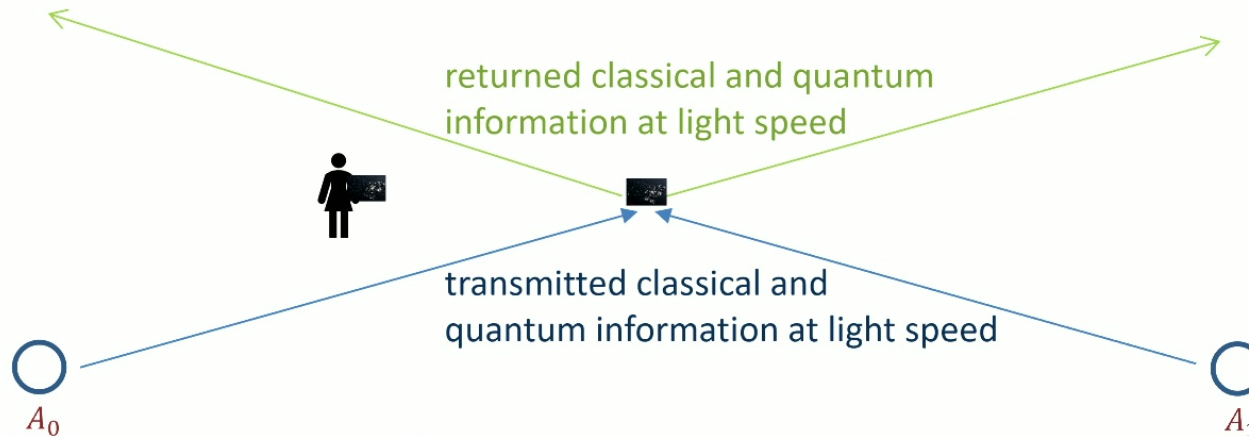 returned classical and quantum
information at light speed
transmitted classical and
quantum information at light speed
A₀
A